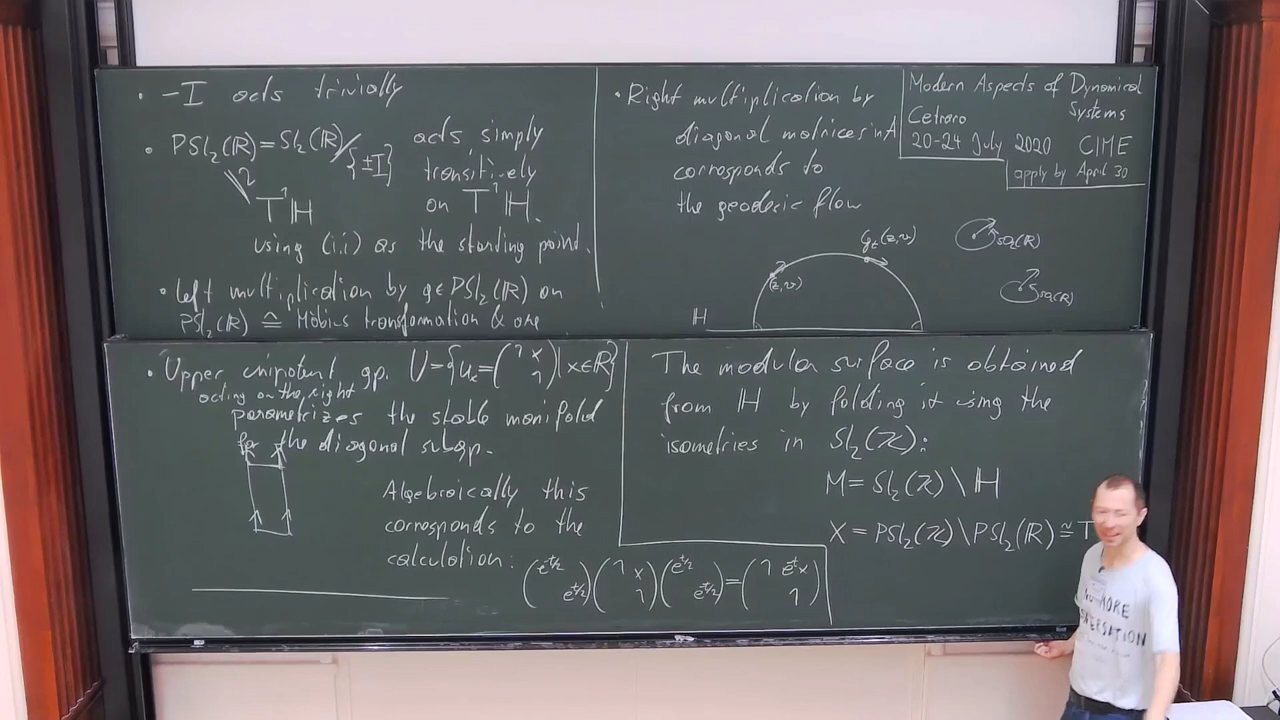 · -I acts trivially
· PSL₂(ℝ) = SL₂(ℝ)/{±I} acts simply
transitively
T¹ℍ on T¹ℍ.
using (i,i) as the starting point.
· Left multiplication by g∈PSL₂(ℝ) on
PSL₂(ℝ) ≙ Möbius transformation & are
· Right multiplication by
diagonal matrices in A
corresponds to
the geodesic flow
g_t(z,v)
(z,v)
ℍ
SO₂(ℝ)
SO₂(ℝ)
Modern Aspects of Dynamical
Systems
Cetraro
20-24 July 2020 CIME
apply by April 30
· Upper unipotent gp. U={u_x=(1 x
1)|x∈ℝ}
acting on the right
parametrizes the stable manifold
for the diagonal subgp.
Algebraically this
corresponds to the
calculation: (e^{-t/2}
e^{t/2})(1 x
1)(e^{t/2}
e^{-t/2})=(1 e^{-t}x
1)
The modular surface is obtained
from ℍ by folding it using the
isometries in SL₂(ℤ):
M = SL₂(ℤ)\ℍ
X = PSL₂(ℤ)\PSL₂(ℝ) ≅ T
MORE